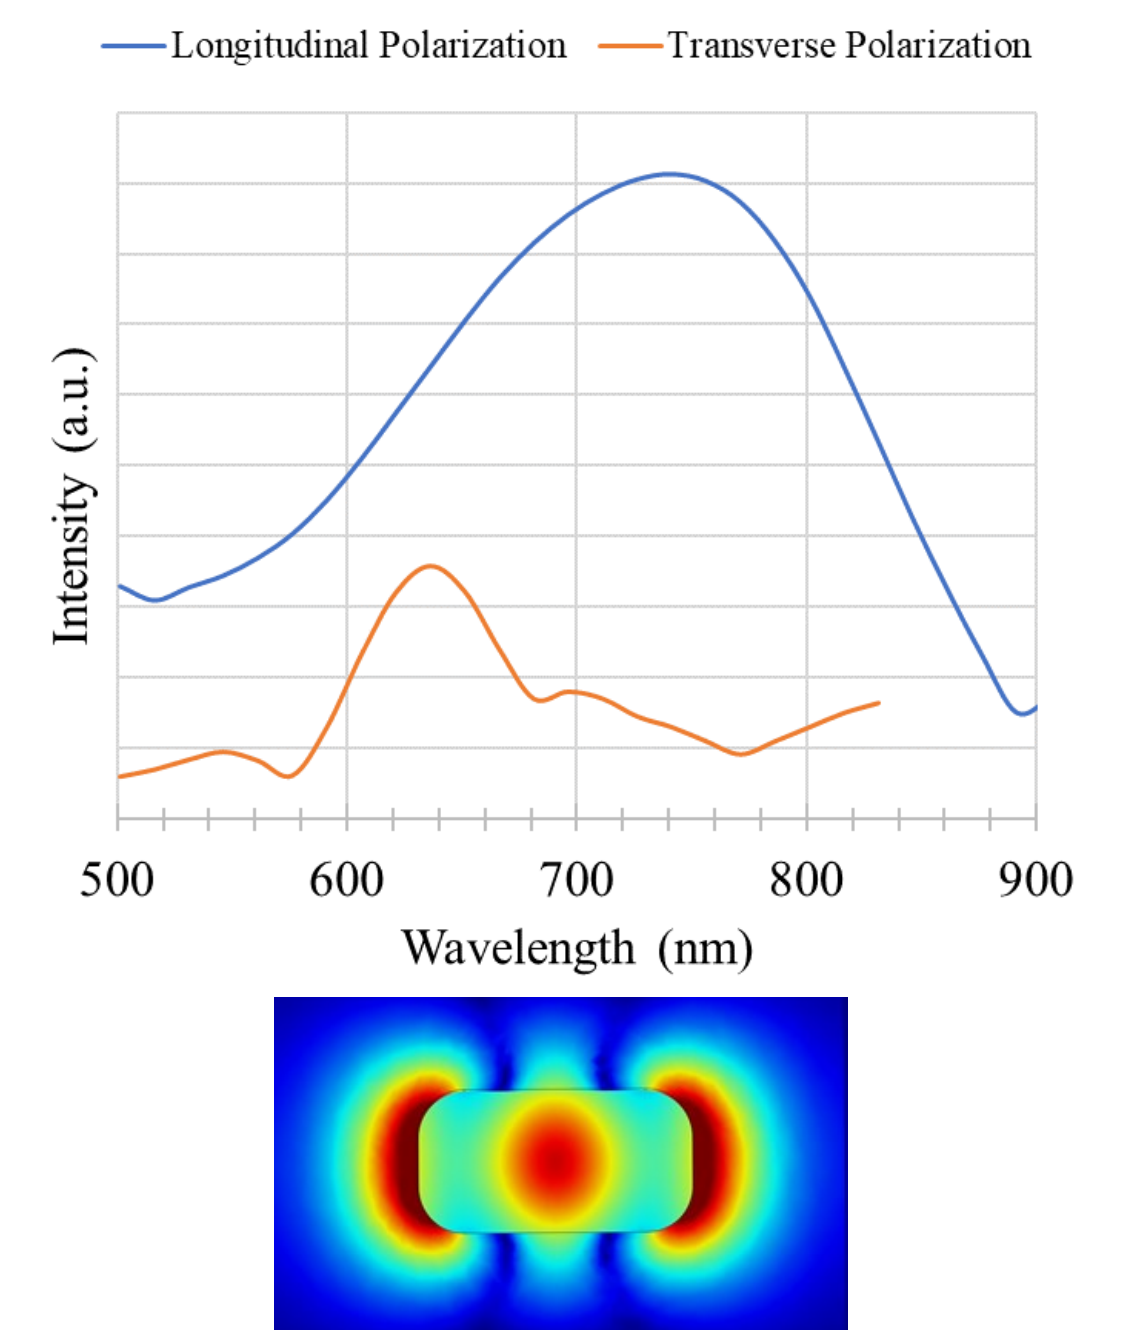 Longitudinal Polarization Transverse Polarization
Intensity (a.u.)
500 600 700 800 900
Wavelength (nm)